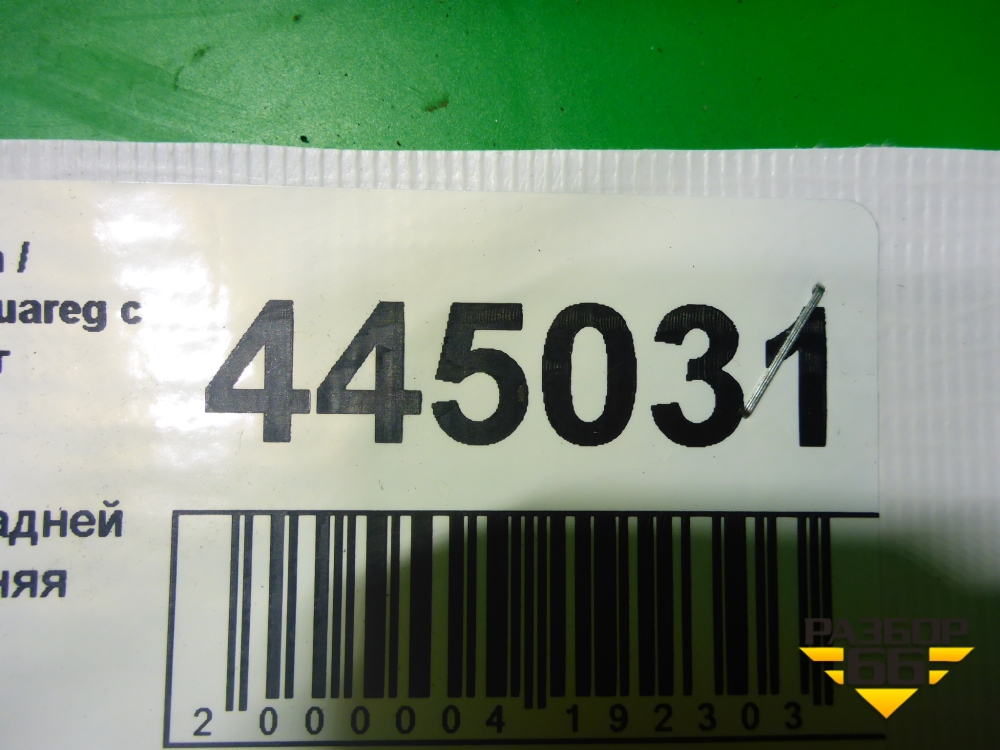 /
uareg с
445031
адней
няя
2 000004 192303
РАЗБОР
66